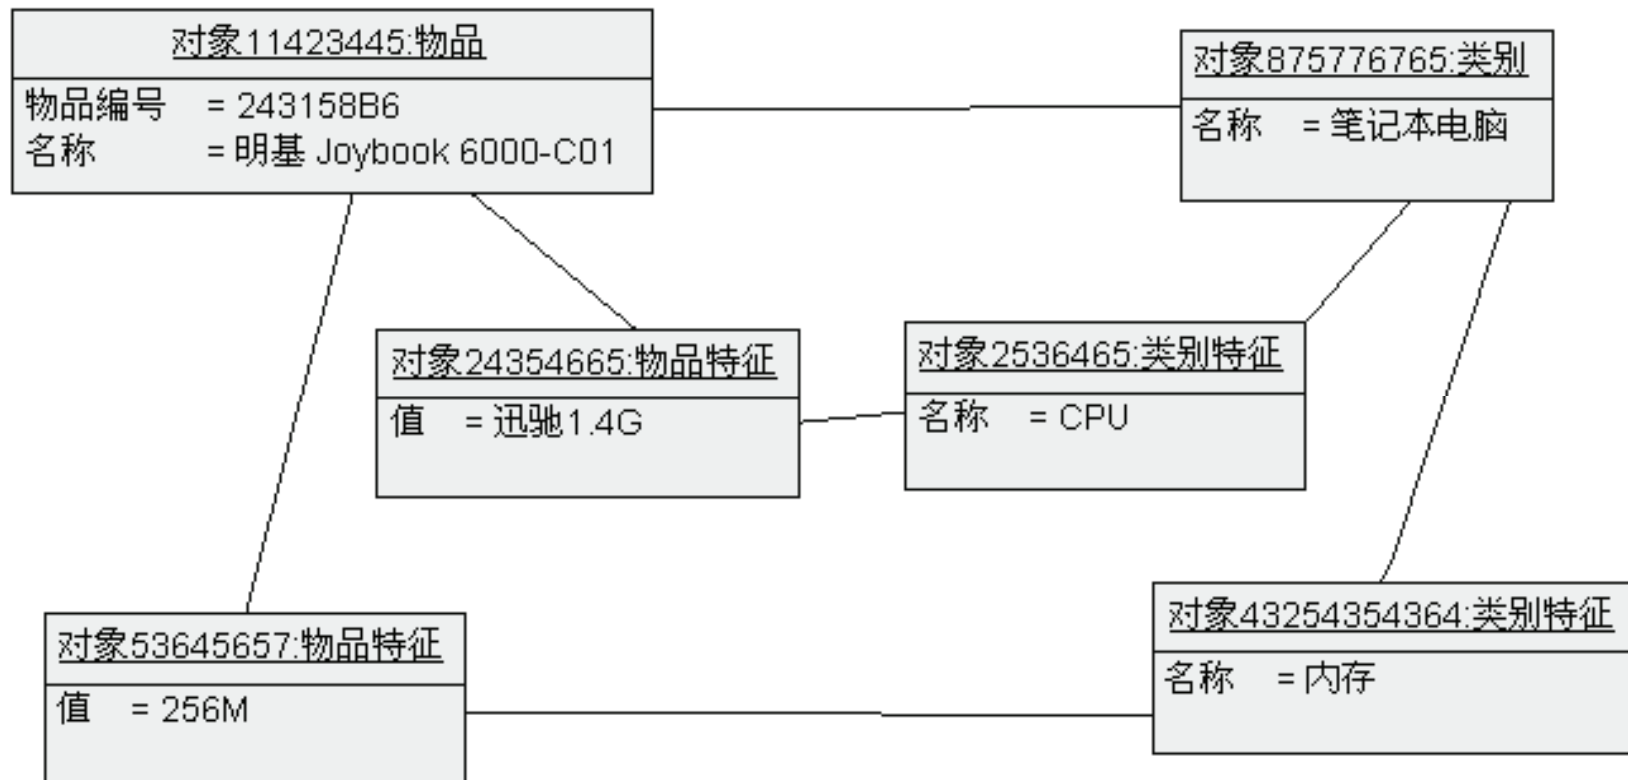 对象11423445:物品
物品编号 = 243158B6
名称 = 明基 Joybook 6000-C01
对象875776765:类别
名称 = 笔记本电脑
对象24354665:物品特征
值 = 迅驰1.4G
对象2536465:类别特征
名称 = CPU
对象53645657:物品特征
值 = 256M
对象43254354364:类别特征
名称 = 内存